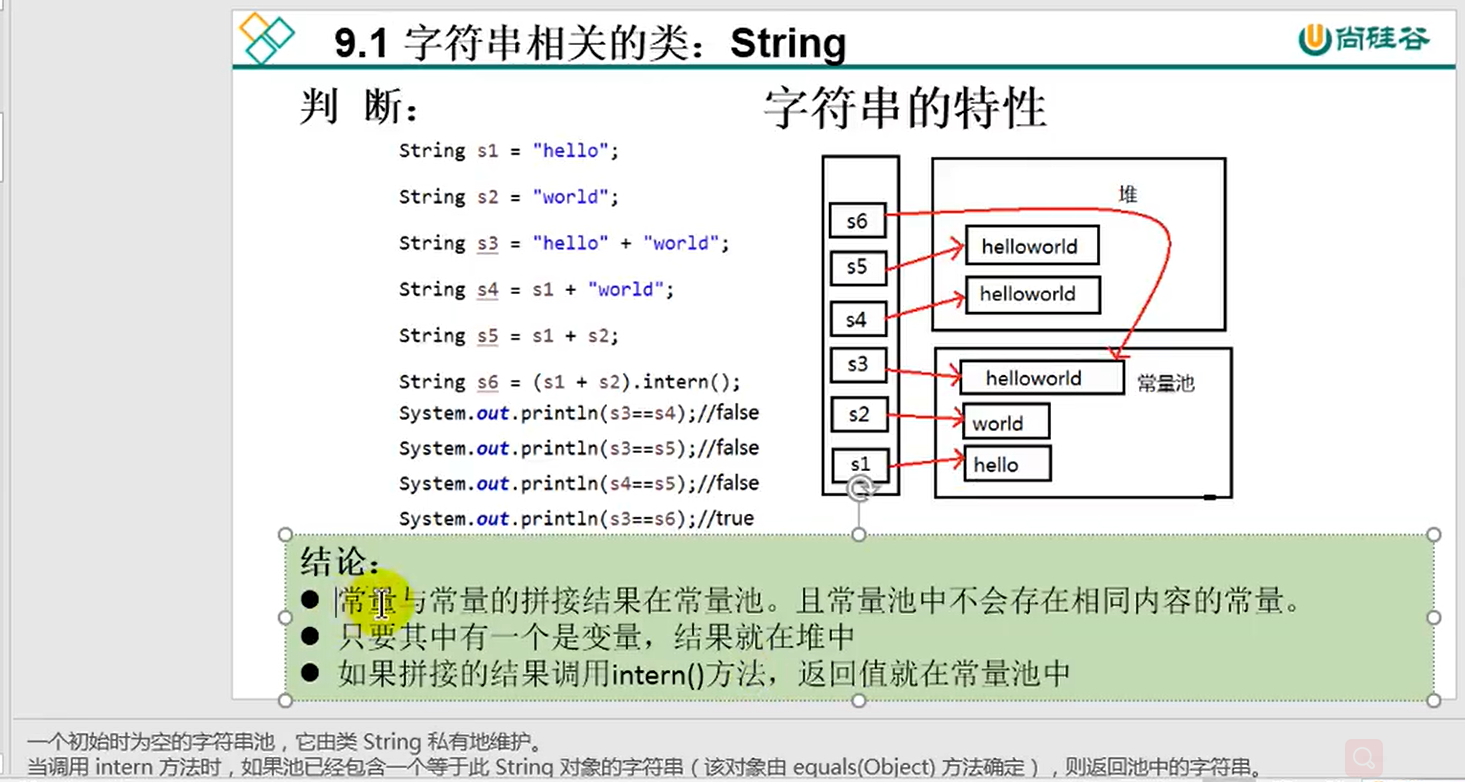 9.1 字符串相关的类：String
尚硅谷
判 断：
字符串的特性
String s1 = "hello";
String s2 = "world";
String s3 = "hello" + "world";
String s4 = s1 + "world";
String s5 = s1 + s2;
String s6 = (s1 + s2).intern();
System.out.println(s3==s4);//false
System.out.println(s3==s5);//false
System.out.println(s4==s5);//false
System.out.println(s3==s6);//true
s6
s5
s4
s3
s2
s1
堆
helloworld
helloworld
helloworld
常量池
world
hello
结论：
● 常量与常量的拼接结果在常量池。且常量池中不会存在相同内容的常量。
● 只要其中有一个是变量，结果就在堆中
● 如果拼接的结果调用intern()方法，返回值就在常量池中
一个初始时为空的字符串池，它由类 String 私有地维护。
当调用 intern 方法时，如果池已经包含一个等于此 String 对象的字符串（该对象由 equals(Object) 方法确定），则返回池中的字符串。